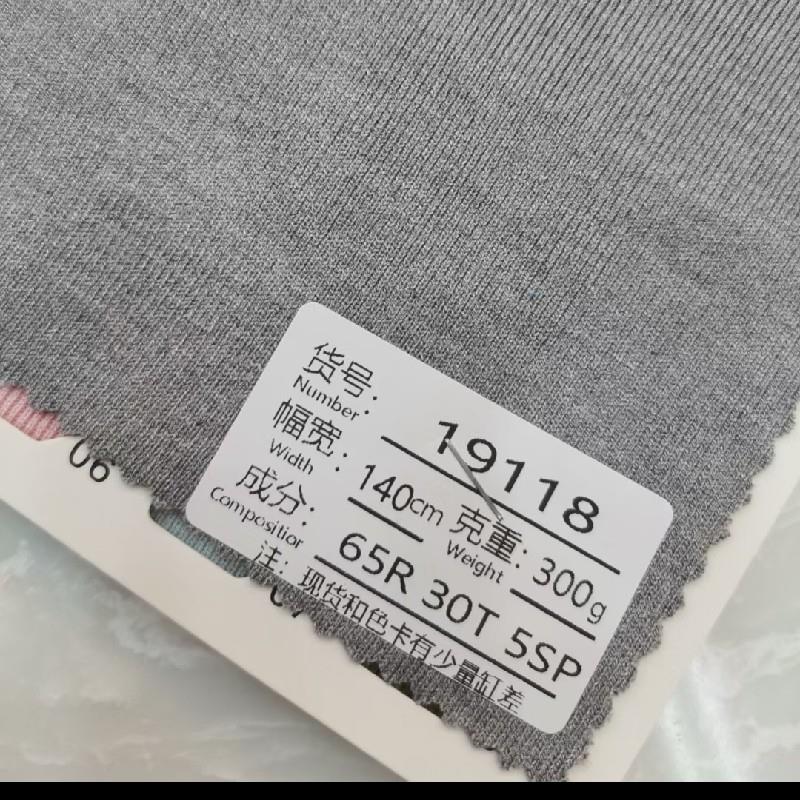 货号:
Number
19118
幅宽:
Width
140cm
克重:
Weight
300g
成分:
Compositior
65R 30T 5SP
注:现货和色卡有少量缸差
06